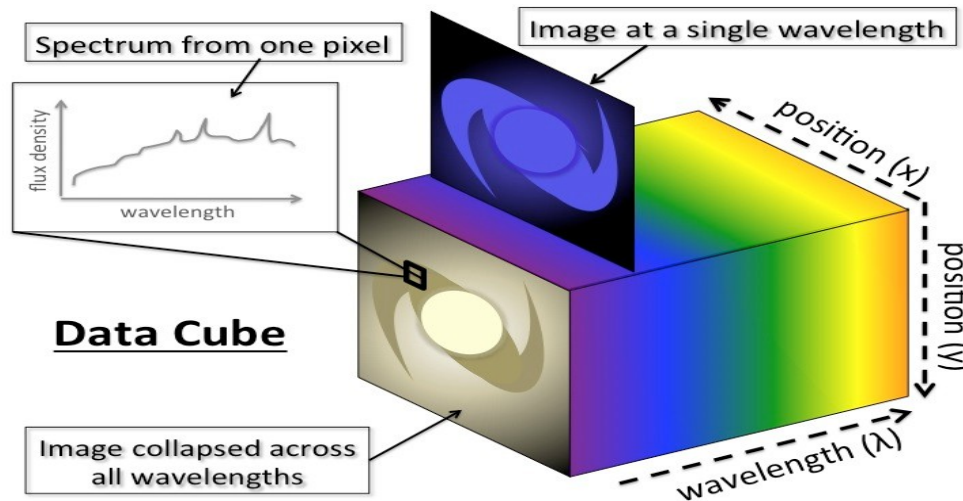 Spectrum from one pixel
Image at a single wavelength
flux density
wavelength
position (x)
position (y)
Data Cube
Image collapsed across
all wavelengths
wavelength (λ)